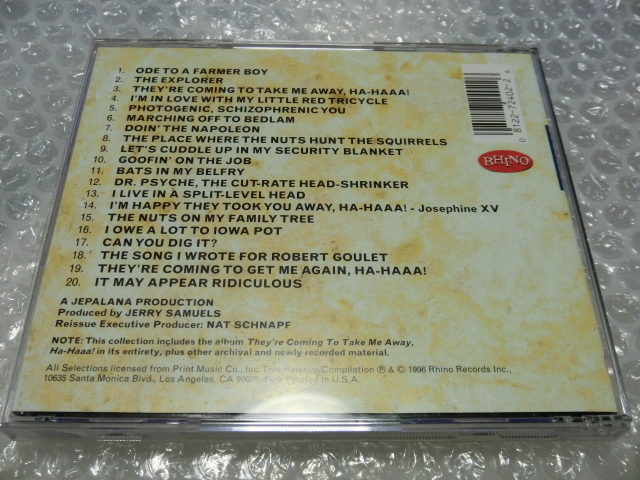 1. ODE TO A FARMER BOY
2. THE EXPLORER
3. THEY'RE COMING TO TAKE ME AWAY, HA-HAAA!
4. I'M IN LOVE WITH MY LITTLE RED TRICYCLE
5. PHOTOGENIC, SCHIZOPHRENIC YOU
6. MARCHING OFF TO BEDLAM
7. DOIN' THE NAPOLEON
8. THE PLACE WHERE THE NUTS HUNT THE SQUIRRELS
9. LET'S CUDDLE UP IN MY SECURITY BLANKET
10. GOOFIN' ON THE JOB
11. BATS IN MY BELFRY
12. DR. PSYCHE, THE CUT-RATE HEAD-SHRINKER
13. I LIVE IN A SPLIT-LEVEL HEAD
14. I'M HAPPY THEY TOOK YOU AWAY, HA-HAAA! - Josephine XV
15. THE NUTS ON MY FAMILY TREE
16. I OWE A LOT TO IOWA POT
17. CAN YOU DIG IT?
18. THE SONG I WROTE FOR ROBERT GOULET
19. THEY'RE COMING TO GET ME AGAIN, HA-HAAA!
20. IT MAY APPEAR RIDICULOUS
0 8122-72402-2 6
RHINO
A JEPALANA PRODUCTION
Produced by JERRY SAMUELS
Reissue Executive Producer: NAT SCHNAPF
NOTE: This collection includes the album They're Coming To Take Me Away,
Ha-Haaa! in its entirety, plus other archival and newly recorded material.
All Selections licensed from Print Music Co., Inc. This Reissue/Compilation ℗ & © 1996 Rhino Records Inc.,
10635 Santa Monica Blvd., Los Angeles, CA Printed in U.S.A.